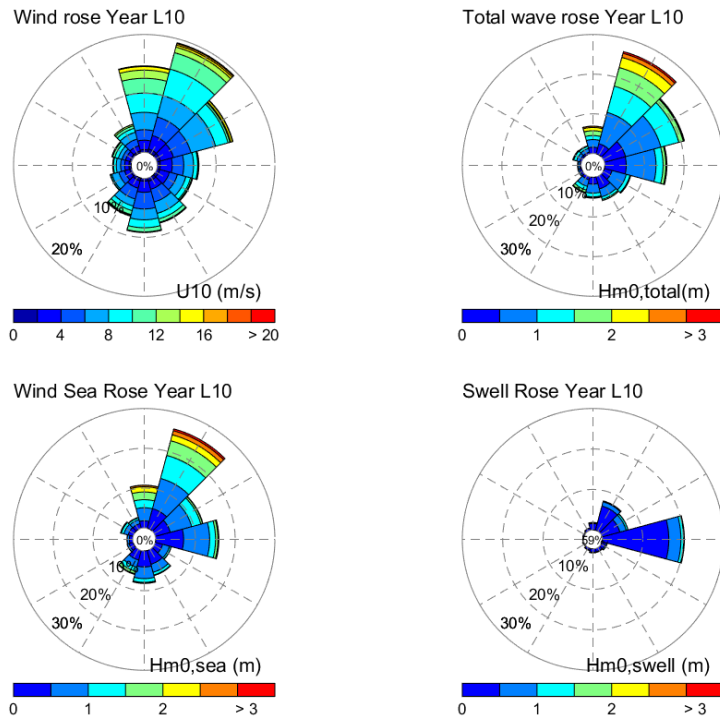 Wind rose Year L10
0%
10%
20%
U10 (m/s)
0 4 8 12 16 > 20
Total wave rose Year L10
0%
10%
20%
30%
Hm0,total(m)
0 1 2 > 3
Wind Sea Rose Year L10
0%
10%
20%
30%
Hm0,sea (m)
0 1 2 > 3
Swell Rose Year L10
59%
10%
20%
30%
Hm0,swell (m)
0 1 2 > 3